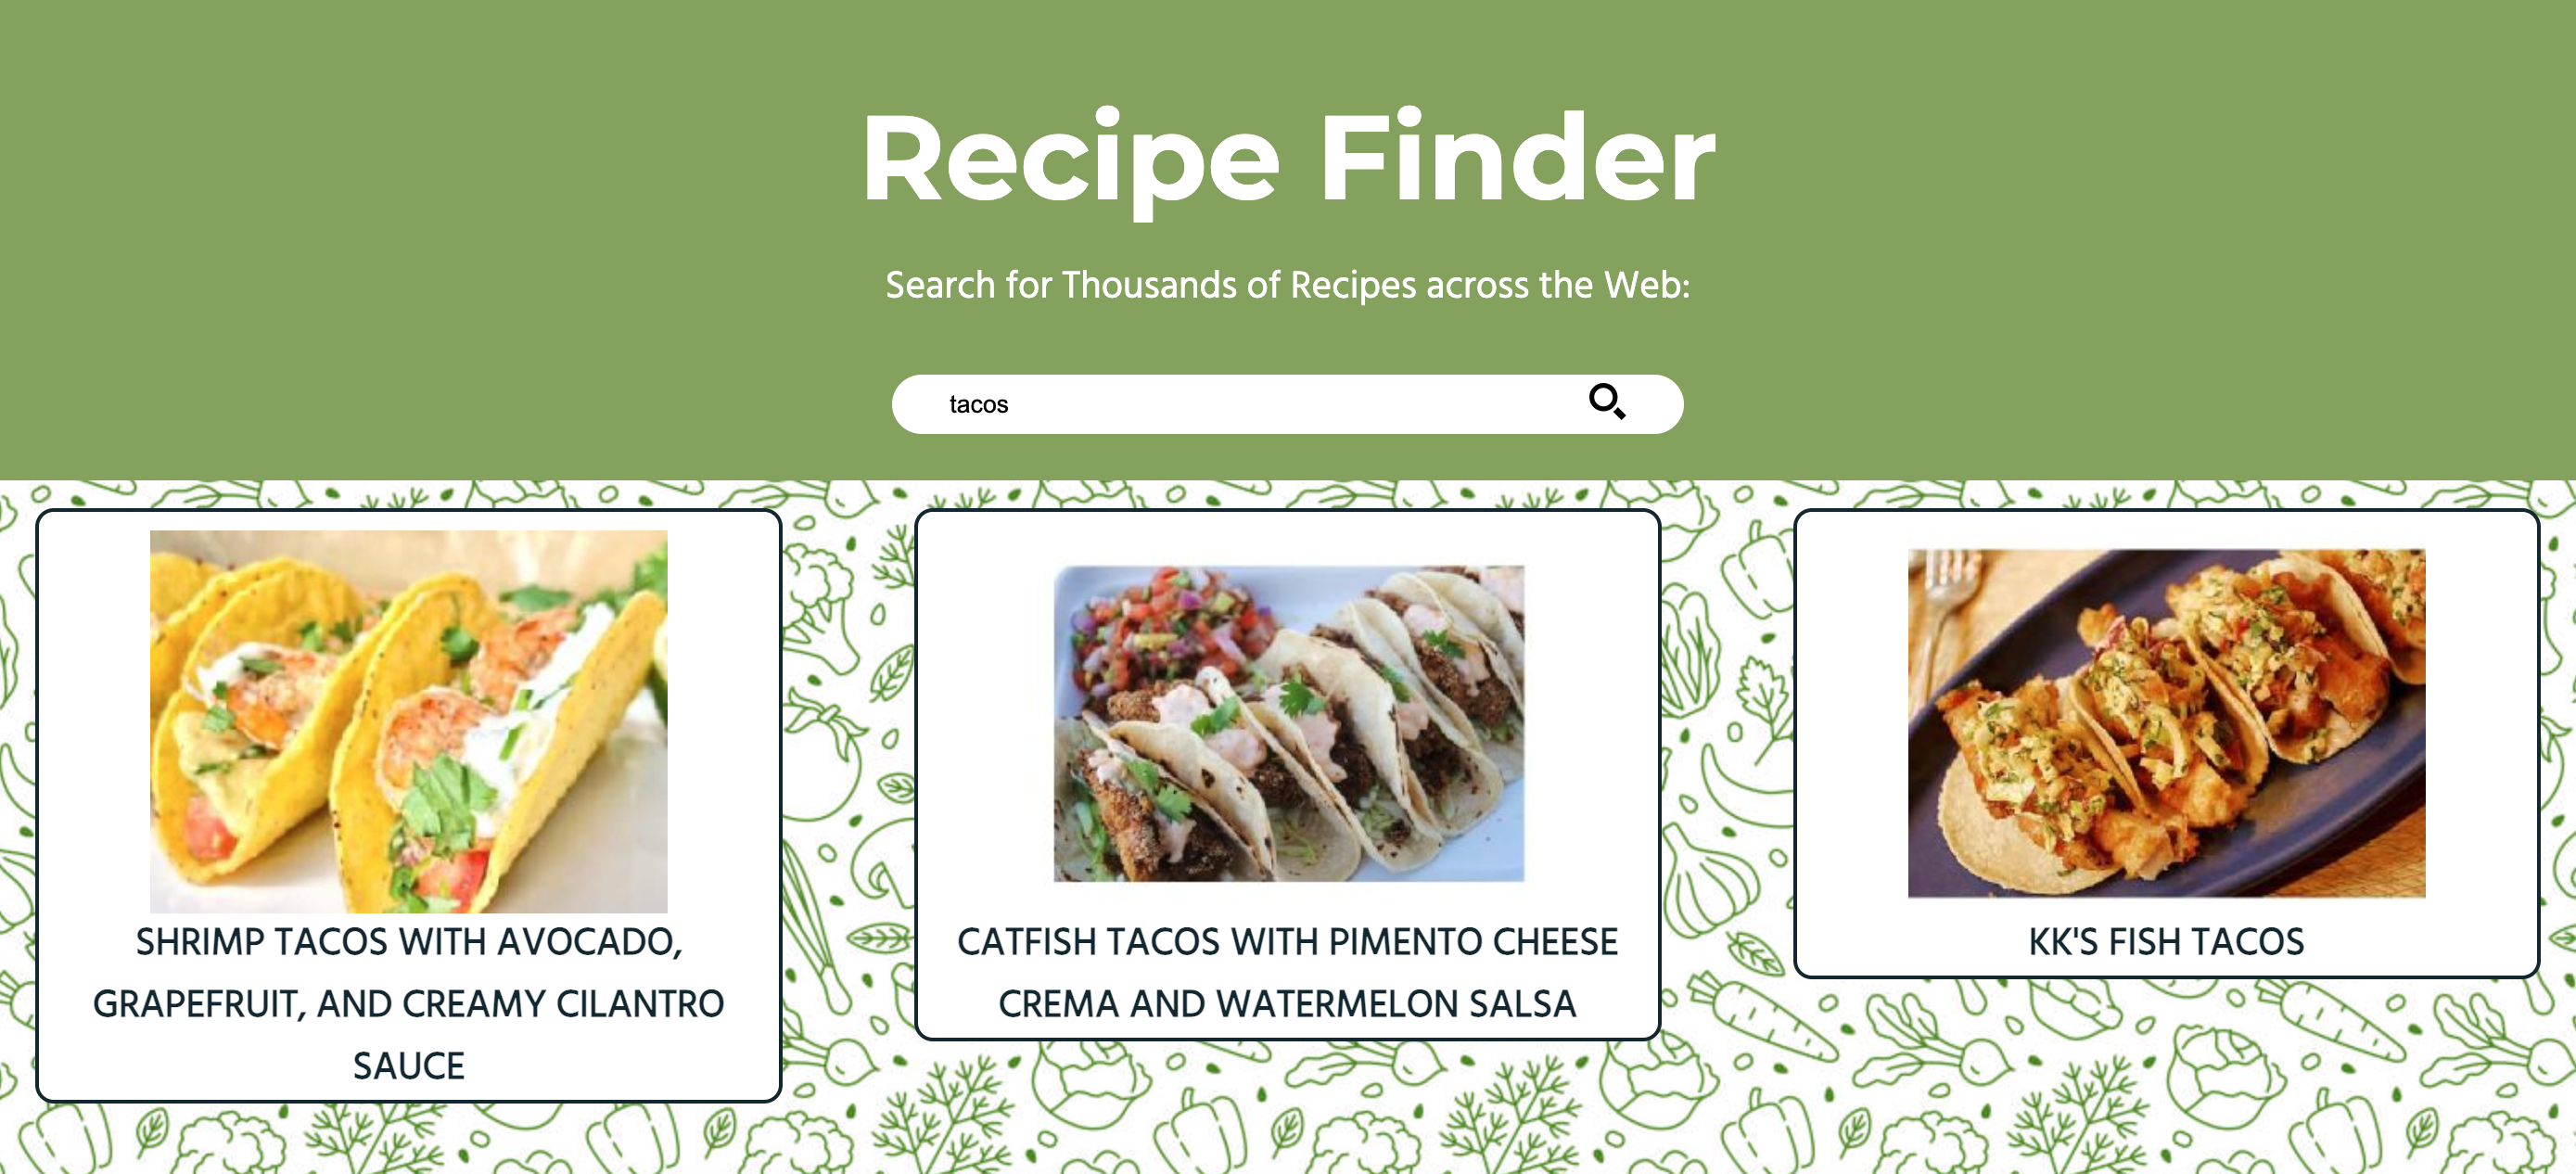 Recipe Finder
Search for Thousands of Recipes across the Web:
tacos
SHRIMP TACOS WITH AVOCADO,
GRAPEFRUIT, AND CREAMY CILANTRO
SAUCE
CATFISH TACOS WITH PIMENTO CHEESE
CREMA AND WATERMELON SALSA
KK'S FISH TACOS